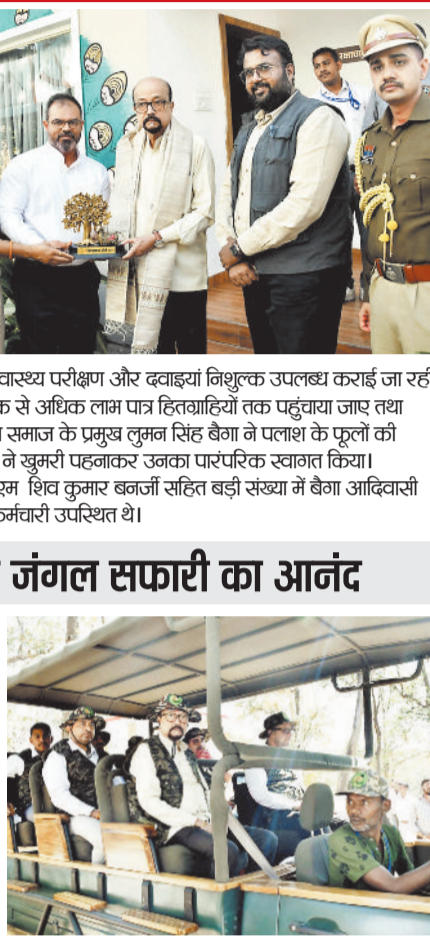 स्वास्थ्य परीक्षण और दवाइयां निशुल्क उपलब्ध कराई जा रही
से अधिक लाभ पात्र हितग्राहियों तक पहुंचाया जाए तथा
समाज के प्रमुख लुमन सिंह बैगा ने पलाश के फूलों की
ने खुमरी पहनाकर उनका पारंपरिक स्वागत किया।
शिव कुमार बनर्जी सहित बड़ी संख्या में बैगा आदिवासी
कर्मचारी उपस्थित थे।
जंगल सफारी का आनंद